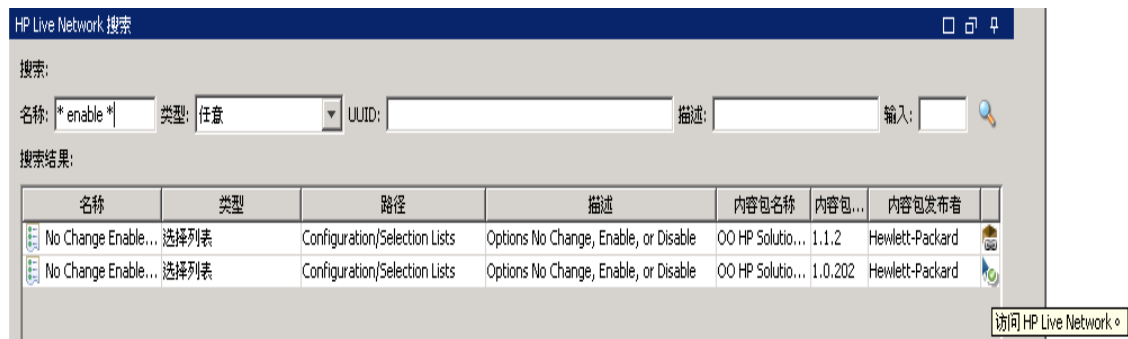 HP Live Network 搜索
搜索:
名称: * enable * 类型: 任意 UUID: 描述: 输入:
搜索结果:
名称 类型 路径 描述 内容包名称 内容包... 内容包发布者
No Change Enable... 选择列表 Configuration/Selection Lists Options No Change, Enable, or Disable OO HP Solutio... 1.1.2 Hewlett-Packard
No Change Enable... 选择列表 Configuration/Selection Lists Options No Change, Enable, or Disable OO HP Solutio... 1.0.202 Hewlett-Packard
访问 HP Live Network。